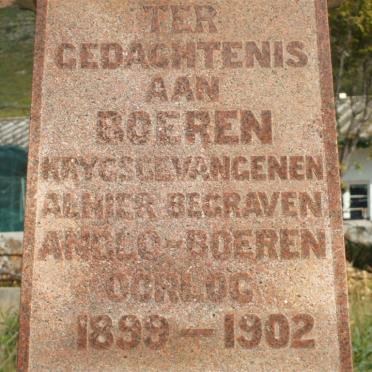 TER
GEDACHTENIS
AAN
BOEREN
KRYGSGEVANGENEN
ALHIER BEGRAVEN
ANGLO-BOEREN
OORLOG
1899 — 1902